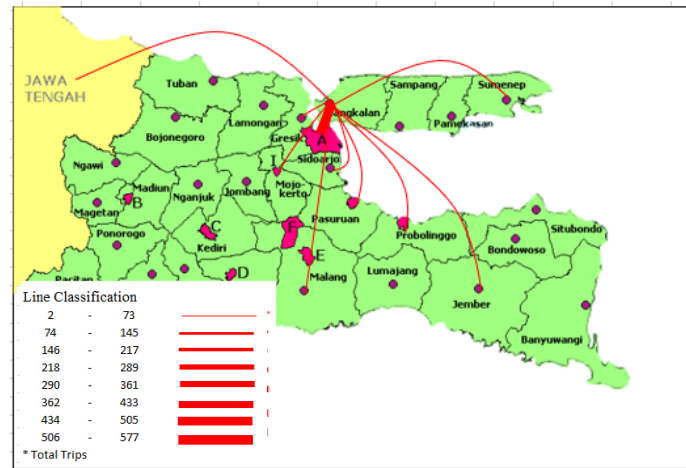 JAWA
TENGAH
Tuban
Sampang
Sumenep
Lamongan
angkalan
Pamekasan
Bojonegoro
Gresik
A
Sidoarjo
Ngawi
I
Madiun
Mojo-
kerto
Nganjuk
Jombang
Magetan
B
Pasuruan
Ponorogo
C
F
Probolinggo
Situbondo
Kediri
Bondowoso
E
D
Malang
Lumajang
Jember
Banyuwangi
Line Classification
2 - 73
74 - 145
146 - 217
218 - 289
290 - 361
362 - 433
434 - 505
506 - 577
* Total Trips